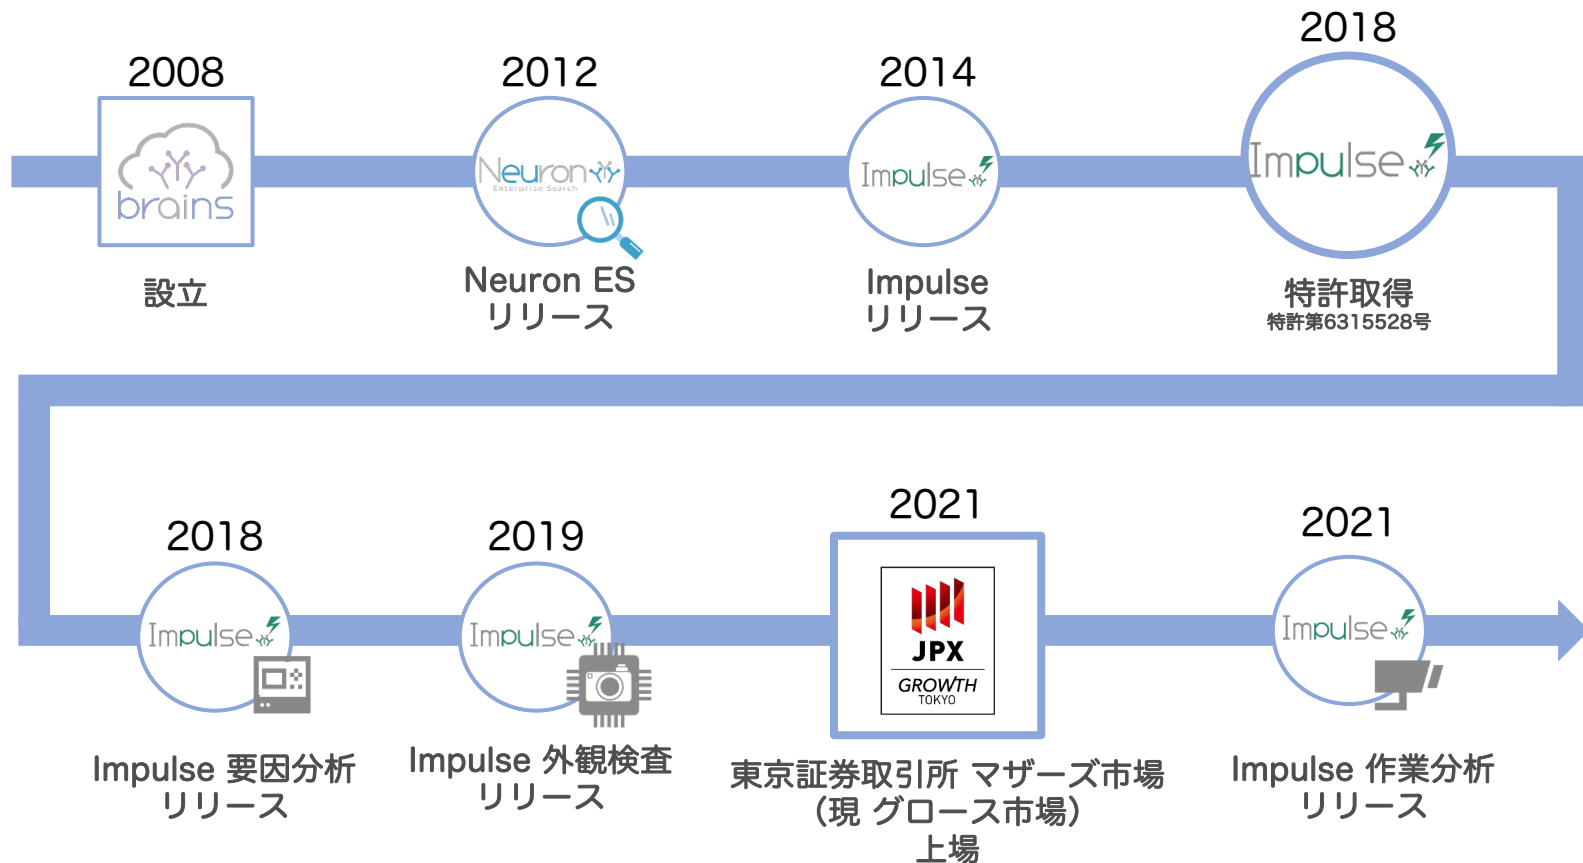 2008
brains
設立
2012
Neuron
Enterprise Search
Neuron ES
リリース
2014
Impulse
Impulse
リリース
2018
Impulse
特許取得
特許第6315528号
2018
Impulse
Impulse 要因分析
リリース
2019
Impulse
Impulse 外観検査
リリース
2021
JPX
GROWTH
TOKYO
東京証券取引所 マザーズ市場
（現 グロース市場）
上場
2021
Impulse
Impulse 作業分析
リリース